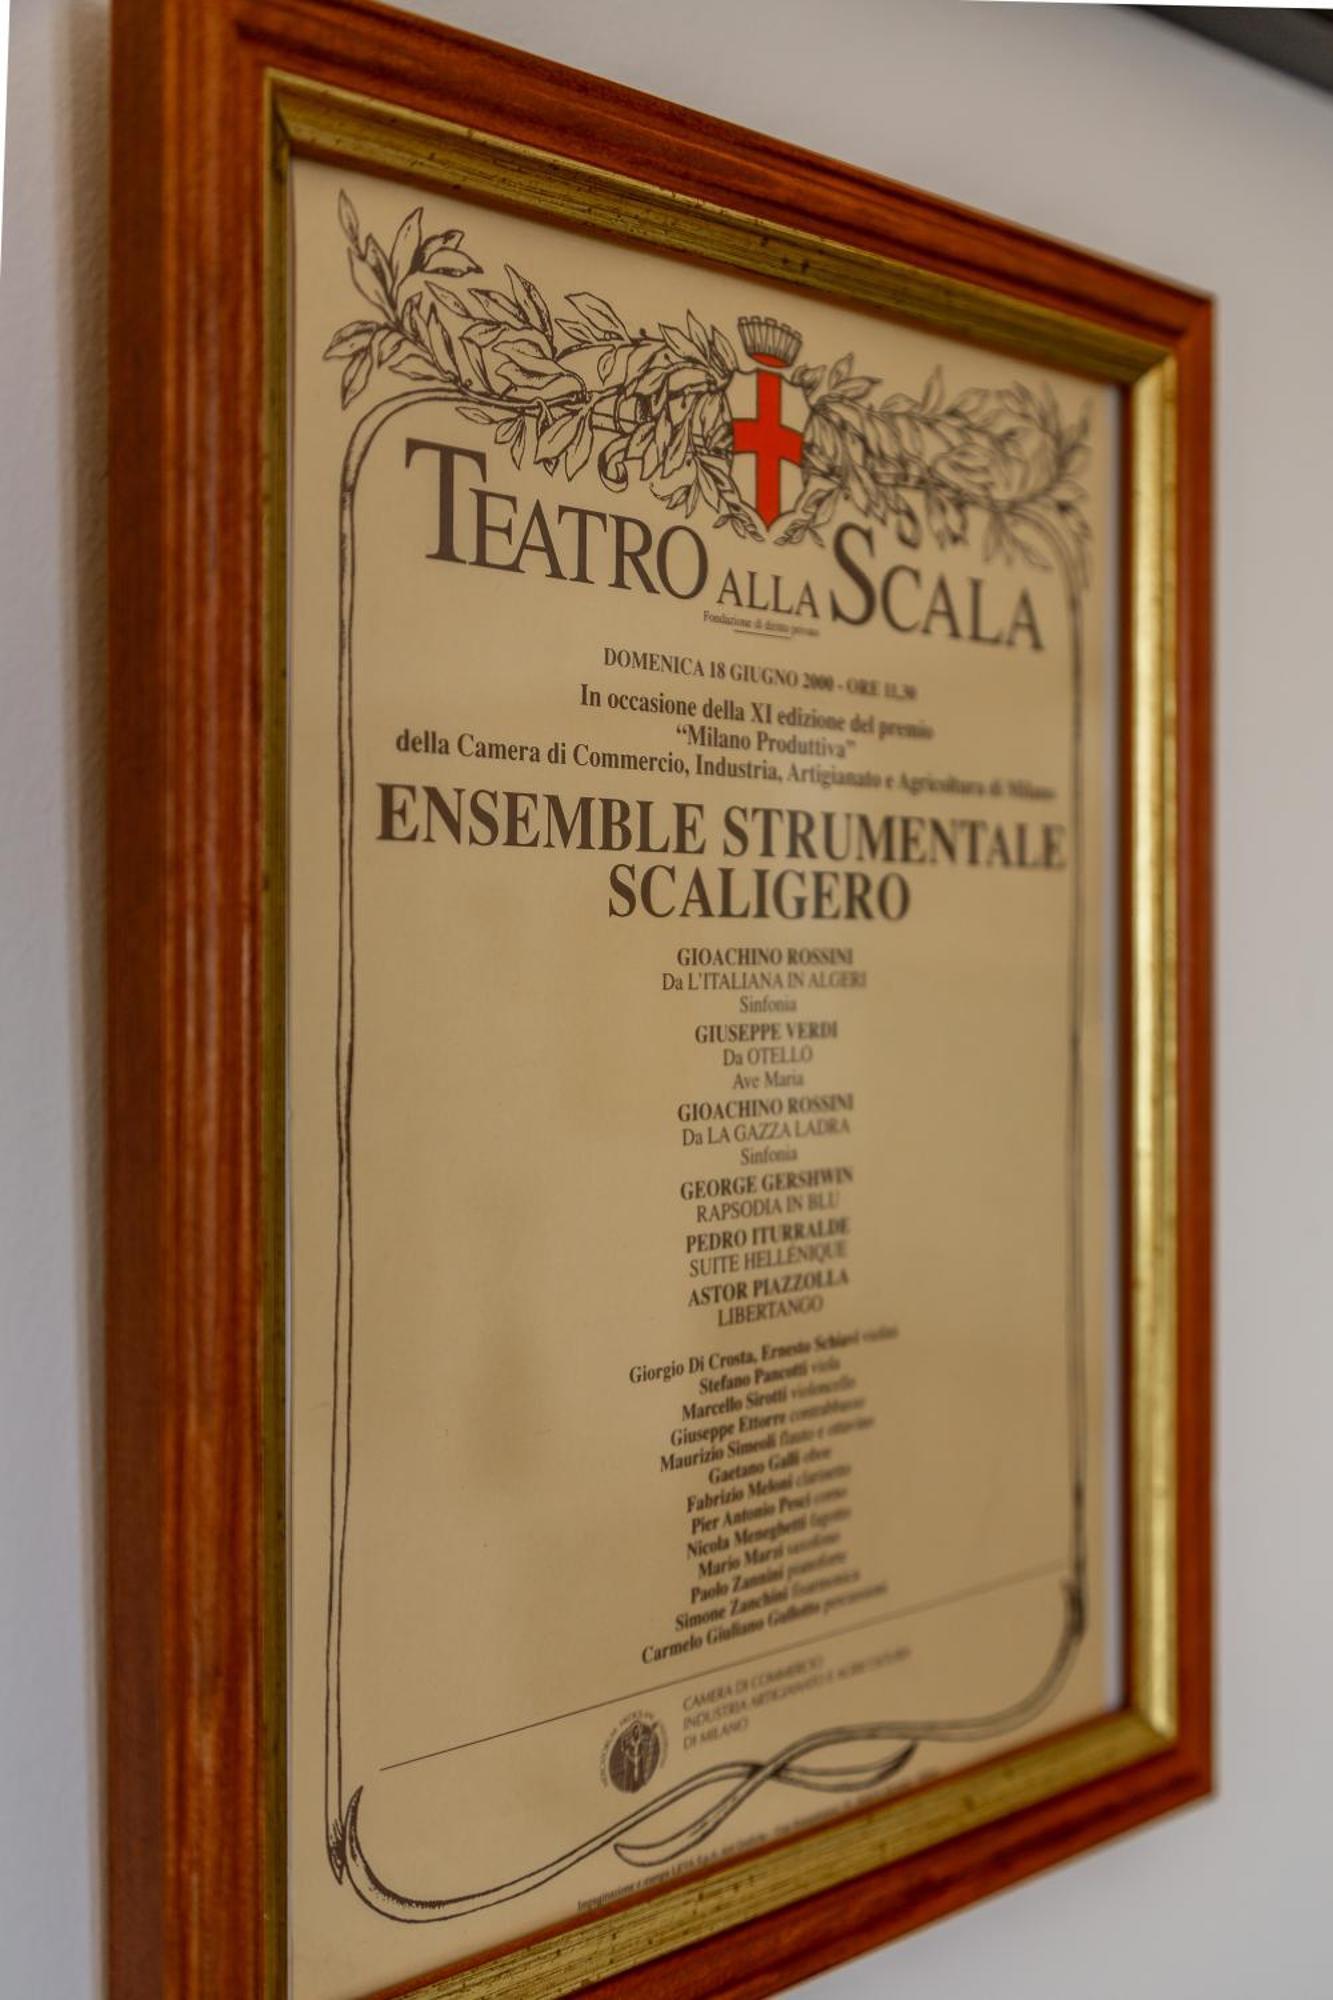 TEATRO ALLA SCALA
Fondazione di diritto privato
DOMENICA 18 GIUGNO 2000 - ORE 11,30
In occasione della XI edizione del premio
“Milano Produttiva”
della Camera di Commercio, Industria, Artigianato e Agricoltura di Milano
ENSEMBLE STRUMENTALE
SCALIGERO
GIOACHINO ROSSINI
Da L'ITALIANA IN ALGERI
Sinfonia
GIUSEPPE VERDI
Da OTELLO
Ave Maria
GIOACHINO ROSSINI
Da LA GAZZA LADRA
Sinfonia
GEORGE GERSHWIN
RAPSODIA IN BLU
PEDRO ITURRALDE
SUITE HELLÉNIQUE
ASTOR PIAZZOLLA
LIBERTANGO
Giorgio Di Crosta, Ernesto Schiavi violini
Stefano Pancotti viola
Marcello Sirotti violoncello
Giuseppe Ettorre contrabbasso
Maurizio Simeoli flauto e ottavino
Gaetano Galli oboe
Fabrizio Meloni clarinetto
Pier Antonio Pesci corno
Nicola Meneghetti fagotto
Mario Marzi saxofono
Paolo Zannini pianoforte
Simone Zanchini fisarmonica
Carmelo Giuliano Gullotto percussioni
CAMERA DI COMMERCIO
INDUSTRIA ARTIGIANATO E AGRICOLTURA
DI MILANO
Impaginazione e stampa